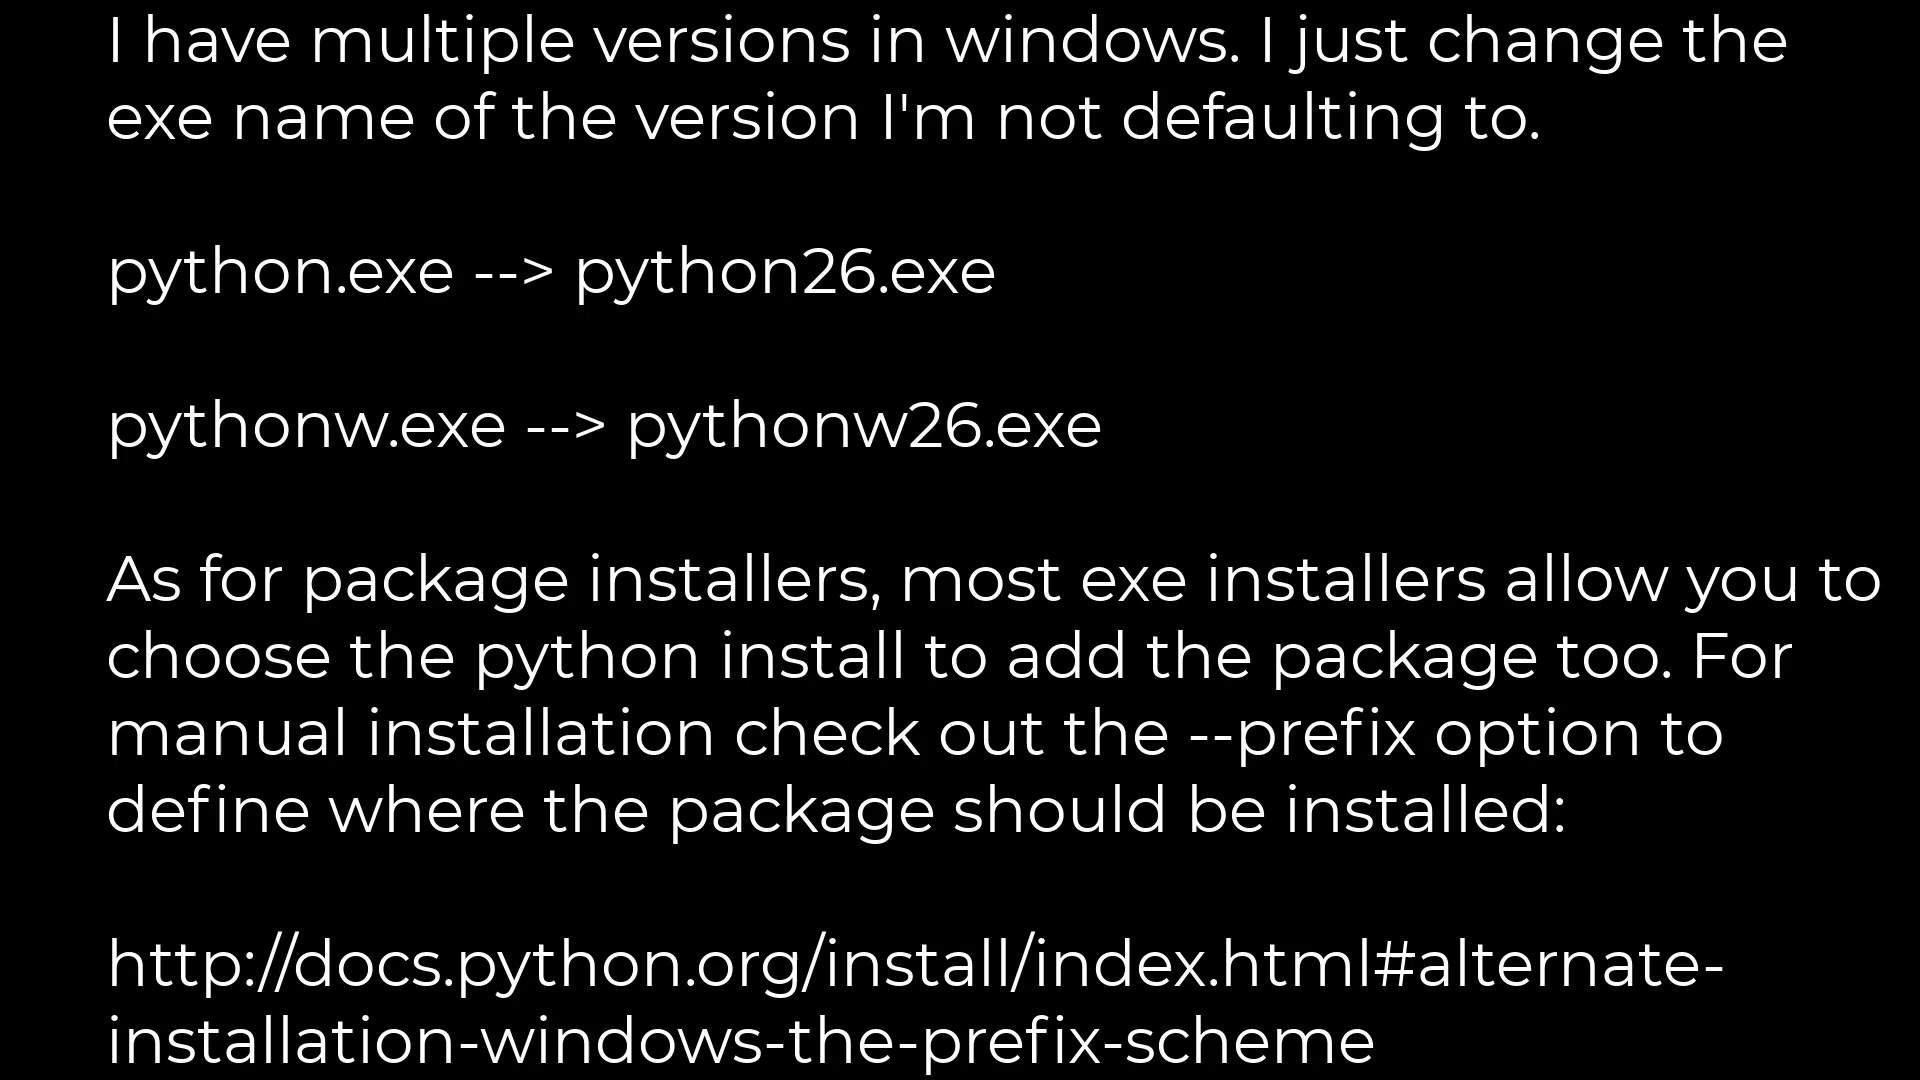 I have multiple versions in windows. I just change the
exe name of the version I'm not defaulting to.
python.exe --> python26.exe
pythonw.exe --> pythonw26.exe
As for package installers, most exe installers allow you to
choose the python install to add the package too. For
manual installation check out the --prefix option to
define where the package should be installed:
http://docs.python.org/install/index.html#alternate-
installation-windows-the-prefix-scheme